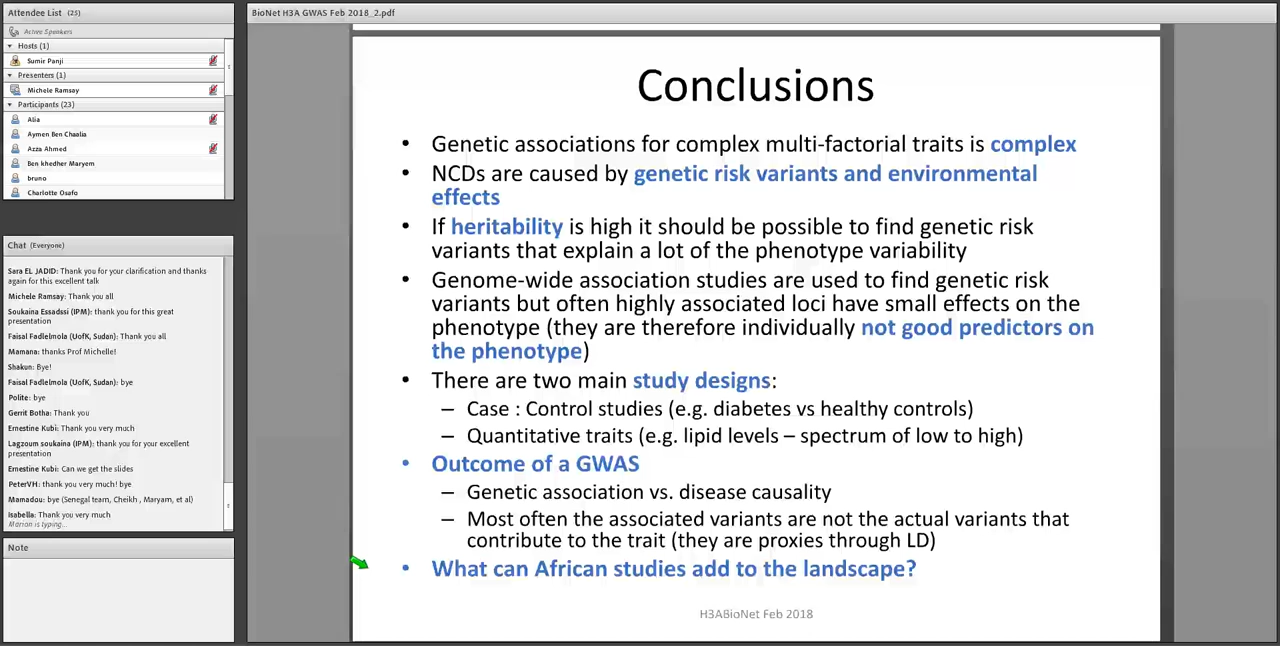 Attendee List (25)
Active Speakers
Hosts (1)
Sumir Panji
Presenters (1)
Michele Ramsay
Participants (23)
Alia
Aymen Ben Chaalia
Azza Ahmed
Ben khedher Maryem
bruno
Charlotte Osafo
Chat (Everyone)
Sara EL JADID: Thank you for your clarification and thanks
again for this excellent talk
Michele Ramsay: Thank you all
Soukaina Essadssi (IPM): thank you for this great
presentation
Faisal Fadlelmola (UofK, Sudan): Thank you all
Mamana: thanks Prof Michelle!
Shakun: Bye!
Faisal Fadlelmola (UofK, Sudan): bye
Polite: bye
Gerrit Botha: Thank you
Ernestine Kubi: Thank you very much
Lagzoum soukaina (IPM): thank you for your excellent
presentation
Ernestine Kubi: Can we get the slides
PeterVH: thank you very much! bye
Mamadou: bye (Senegal team, Cheikh , Maryam, et al)
Isabella: Thank you very much
Marian is typing...
Note
BioNet H3A GWAS Feb 2018_2.pdf
Conclusions
• Genetic associations for complex multi-factorial traits is complex
• NCDs are caused by genetic risk variants and environmental
effects
• If heritability is high it should be possible to find genetic risk
variants that explain a lot of the phenotype variability
• Genome-wide association studies are used to find genetic risk
variants but often highly associated loci have small effects on the
phenotype (they are therefore individually not good predictors on
the phenotype)
• There are two main study designs:
– Case : Control studies (e.g. diabetes vs healthy controls)
– Quantitative traits (e.g. lipid levels – spectrum of low to high)
• Outcome of a GWAS
– Genetic association vs. disease causality
– Most often the associated variants are not the actual variants that
contribute to the trait (they are proxies through LD)
• What can African studies add to the landscape?
H3ABioNet Feb 2018